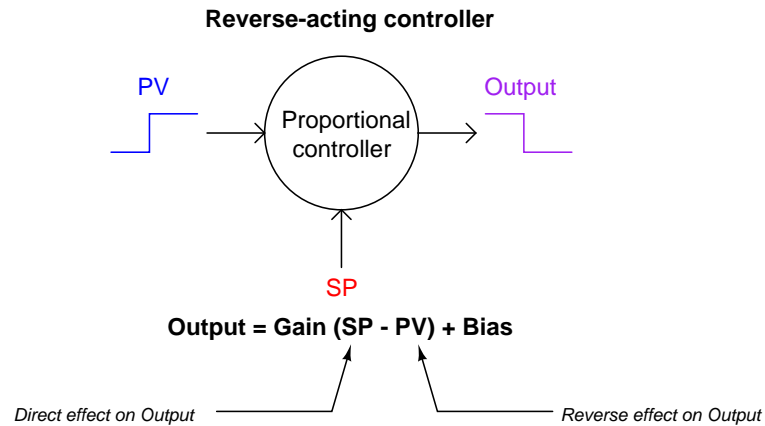 Reverse-acting controller
PV
Output
Proportional
controller
SP
Output = Gain (SP - PV) + Bias
Direct effect on Output
Reverse effect on Output